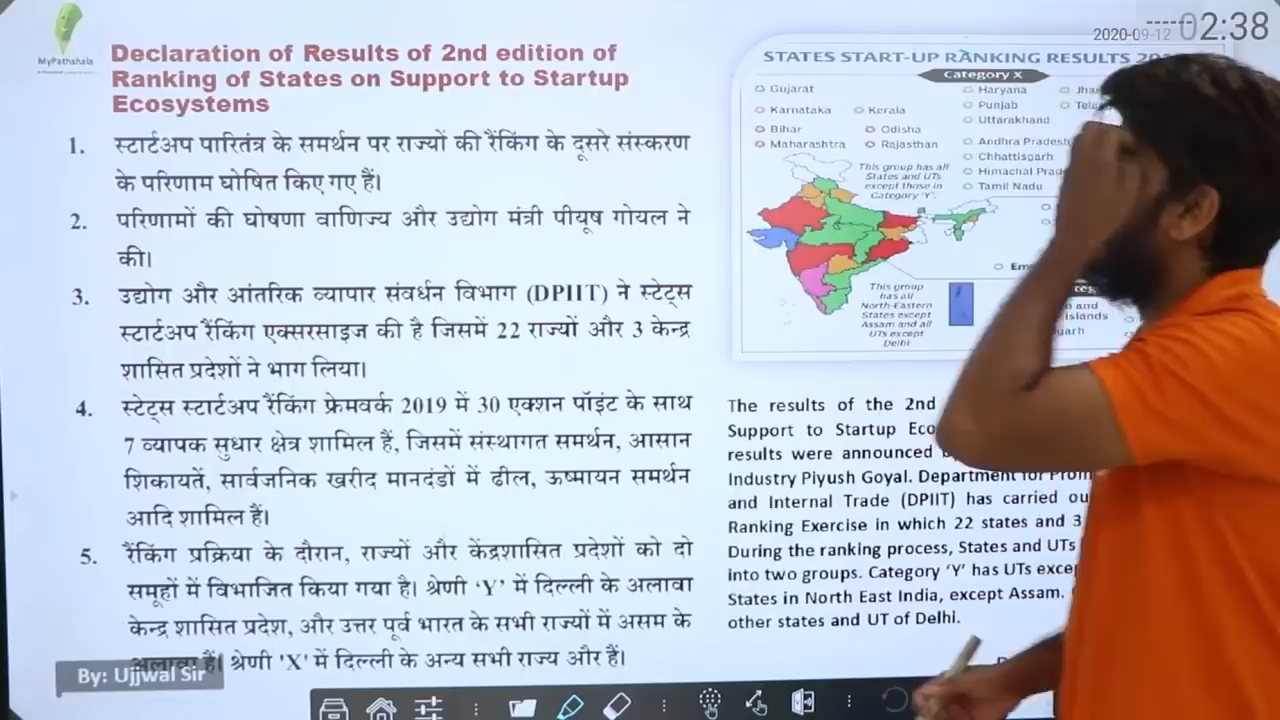 MyPathshala
Declaration of Results of 2nd edition of
Ranking of States on Support to Startup
Ecosystems
1. स्टार्टअप पारितंत्र के समर्थन पर राज्यों की रैंकिंग के दूसरे संस्करण
के परिणाम घोषित किए गए हैं।
2. परिणामों की घोषणा वाणिज्य और उद्योग मंत्री पीयूष गोयल ने
की।
3. उद्योग और आंतरिक व्यापार संवर्धन विभाग (DPIIT) ने स्टेट्स
स्टार्टअप रैंकिंग एक्सरसाइज की है जिसमें 22 राज्यों और 3 केन्द्र
शासित प्रदेशों ने भाग लिया।
4. स्टेट्स स्टार्टअप रैंकिंग फ्रेमवर्क 2019 में 30 एक्शन पॉइंट के साथ
7 व्यापक सुधार क्षेत्र शामिल हैं, जिसमें संस्थागत समर्थन, आसान
शिकायतें, सार्वजनिक खरीद मानदंडों में ढील, ऊष्मायन समर्थन
आदि शामिल हैं।
5. रैंकिंग प्रक्रिया के दौरान, राज्यों और केंद्रशासित प्रदेशों को दो
समूहों में विभाजित किया गया है। श्रेणी ‘Y’ में दिल्ली के अलावा
केन्द्र शासित प्रदेश, और उत्तर पूर्व भारत के सभी राज्यों में असम के
अलावा हैं। श्रेणी 'X' में दिल्ली के अन्य सभी राज्य और हैं।
By: Ujjwal Sir
2020-09-12 02:38
STATES START-UP RANKING RESULTS
Category X
Gujarat
Karnataka Kerala
Bihar Odisha
Maharashtra Rajasthan
Haryana
Punjab
Uttarakhand
Andhra Pradesh
Chhattisgarh
Himachal
Tamil Nadu
This group has all
States and UTs
except those in
Category 'Y'.
This group
has all
North-Eastern
States except
Assam and all
UTs except
Delhi
and
Islands
The results of the 2nd
Support to Startup
results were announced
Industry Piyush Goyal. Department for
and Internal Trade (DPIIT) has carried
Ranking Exercise in which 22 states and 3
During the ranking process, States and UTs
into two groups. Category ‘Y’ has UTs
States in North East India, except Assam.
other states and UT of Delhi.